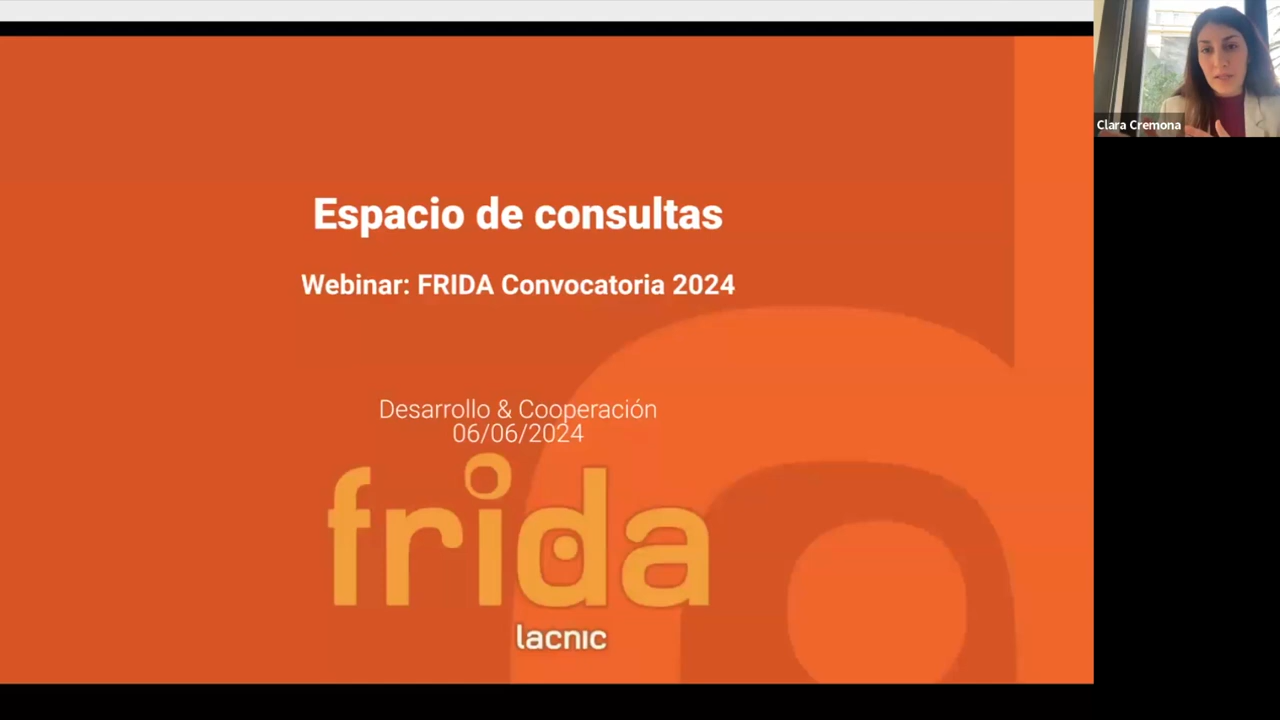 Espacio de consultas
Webinar: FRIDA Convocatoria 2024
Desarrollo & Cooperación
06/06/2024
frida
lacnic
Clara Cremona